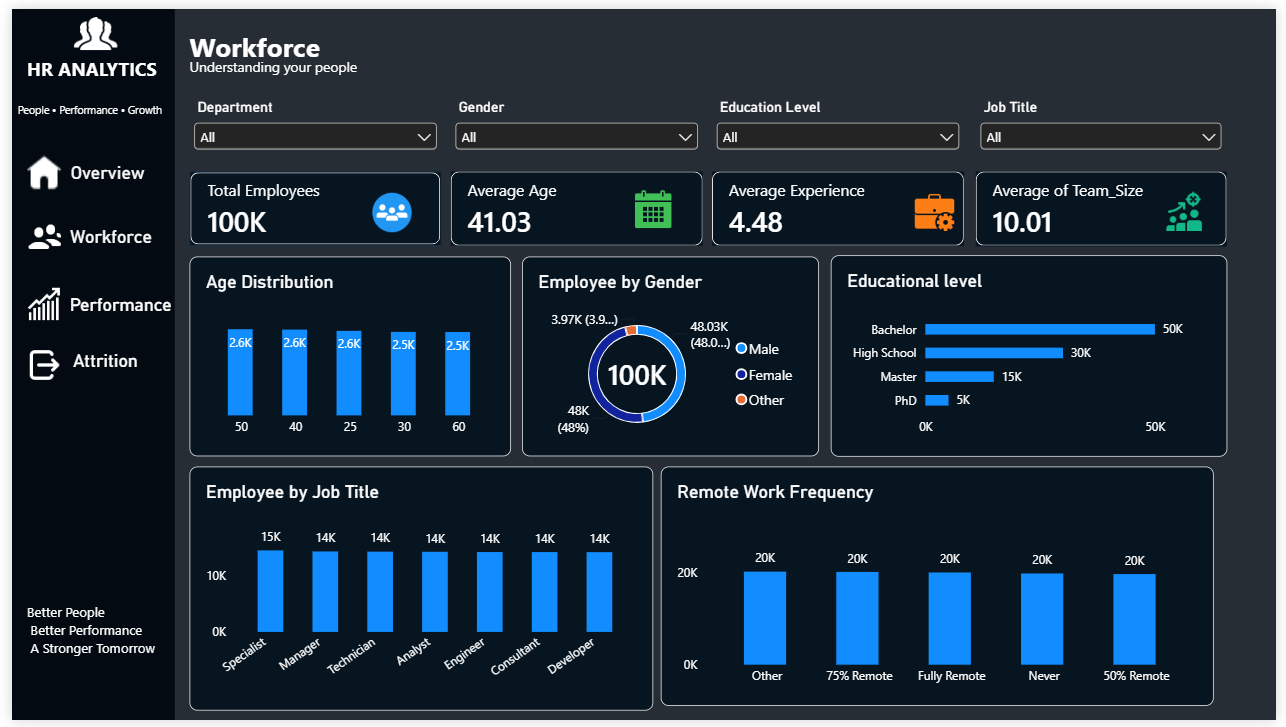 HR ANALYTICS
People • Performance • Growth
Overview
Workforce
Performance
Attrition
Better People
Better Performance
A Stronger Tomorrow
Workforce
Understanding your people
Department
Gender
Education Level
Job Title
All
All
All
All
Total Employees
100K
Average Age
41.03
Average Experience
4.48
Average of Team_Size
10.01
Age Distribution
2.6K
2.6K
2.6K
2.5K
2.5K
50
40
25
30
60
Employee by Gender
3.97K (3.9...)
48.03K
(48.0...)
100K
48K
(48%)
Male
Female
Other
Educational level
Bachelor
50K
High School
30K
Master
15K
PhD
5K
0K
50K
Employee by Job Title
15K
14K
14K
14K
14K
14K
14K
10K
0K
Specialist
Manager
Technician
Analyst
Engineer
Consultant
Developer
Remote Work Frequency
20K
20K
20K
20K
20K
20K
0K
Other
75% Remote
Fully Remote
Never
50% Remote